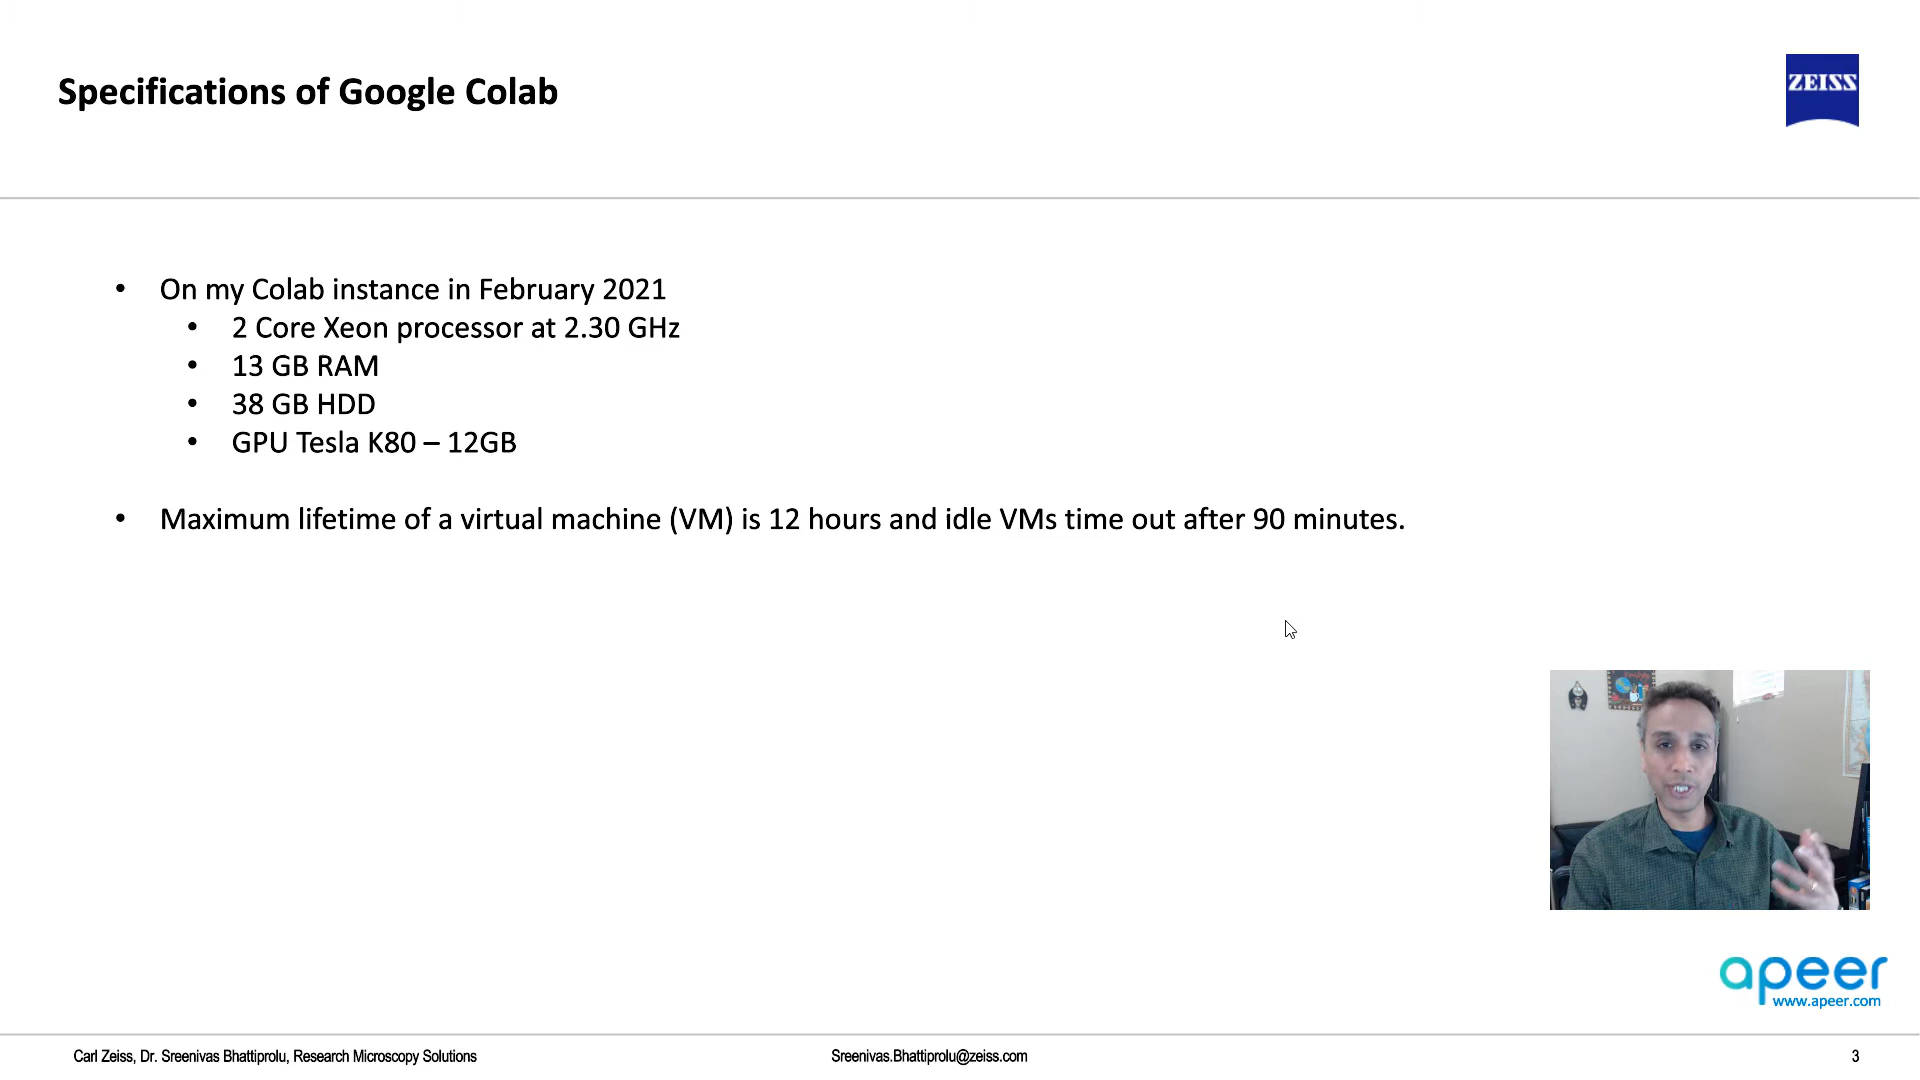 Specifications of Google Colab
ZEISS
• On my Colab instance in February 2021
• 2 Core Xeon processor at 2.30 GHz
• 13 GB RAM
• 38 GB HDD
• GPU Tesla K80 – 12GB
• Maximum lifetime of a virtual machine (VM) is 12 hours and idle VMs time out after 90 minutes.
apeer
www.apeer.com
Carl Zeiss, Dr. Sreenivas Bhattiprolu, Research Microscopy Solutions
Sreenivas.Bhattiprolu@zeiss.com
3